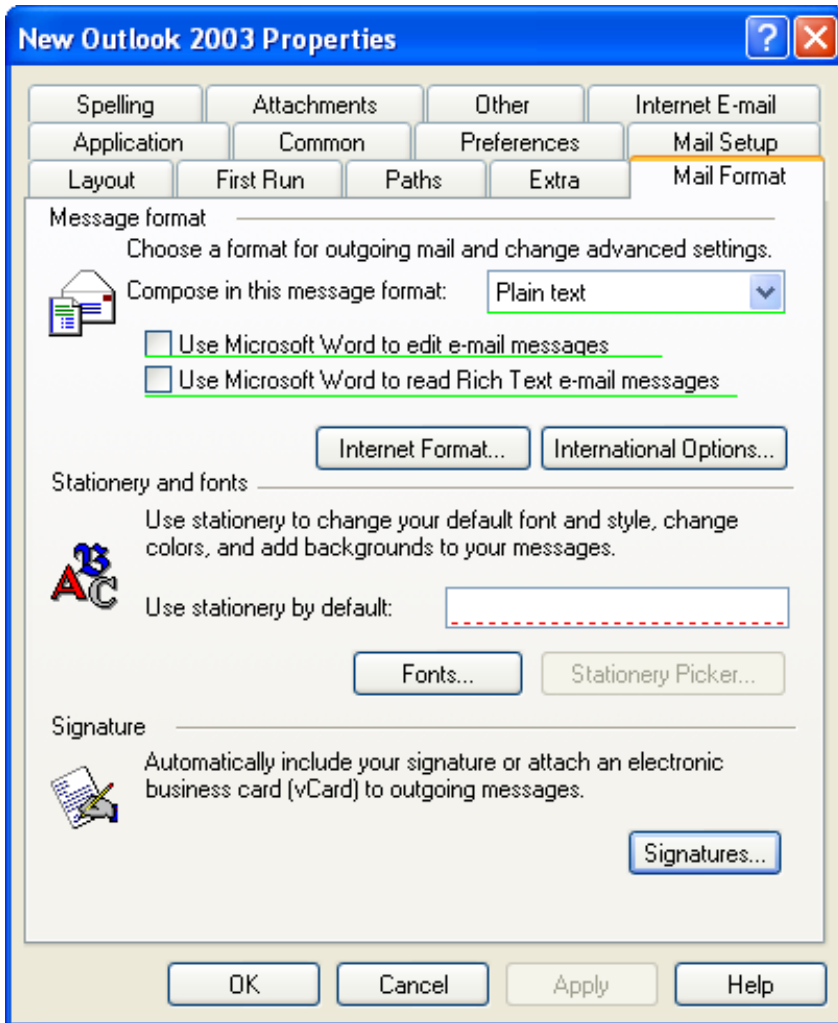 New Outlook 2003 Properties
Spelling Attachments Other Internet E-mail
Application Common Preferences Mail Setup
Layout First Run Paths Extra Mail Format
Message format
Choose a format for outgoing mail and change advanced settings.
Compose in this message format: Plain text
Use Microsoft Word to edit e-mail messages
Use Microsoft Word to read Rich Text e-mail messages
Internet Format... International Options...
Stationery and fonts
Use stationery to change your default font and style, change
colors, and add backgrounds to your messages.
Use stationery by default:
Fonts... Stationery Picker...
Signature
Automatically include your signature or attach an electronic
business card (vCard) to outgoing messages.
Signatures...
OK Cancel Apply Help